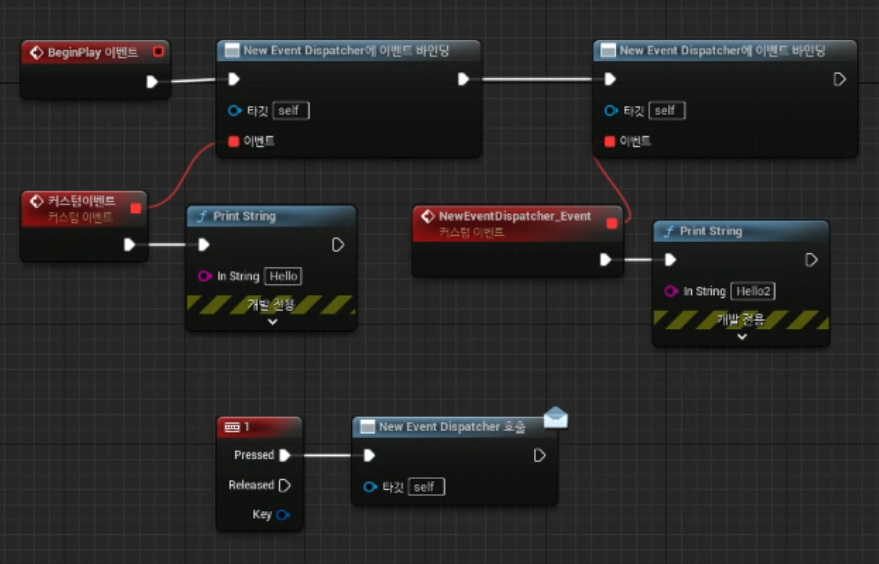 BeginPlay 이벤트
New Event Dispatcher에 이벤트 바인딩
타깃 self
이벤트
New Event Dispatcher에 이벤트 바인딩
타깃 self
이벤트
커스텀이벤트
커스텀 이벤트
Print String
In String Hello
개발 전용
NewEventDispatcher_Event
커스텀 이벤트
Print String
In String Hello2
개발 전용
1
Pressed
Released
Key
New Event Dispatcher 호출
타깃 self